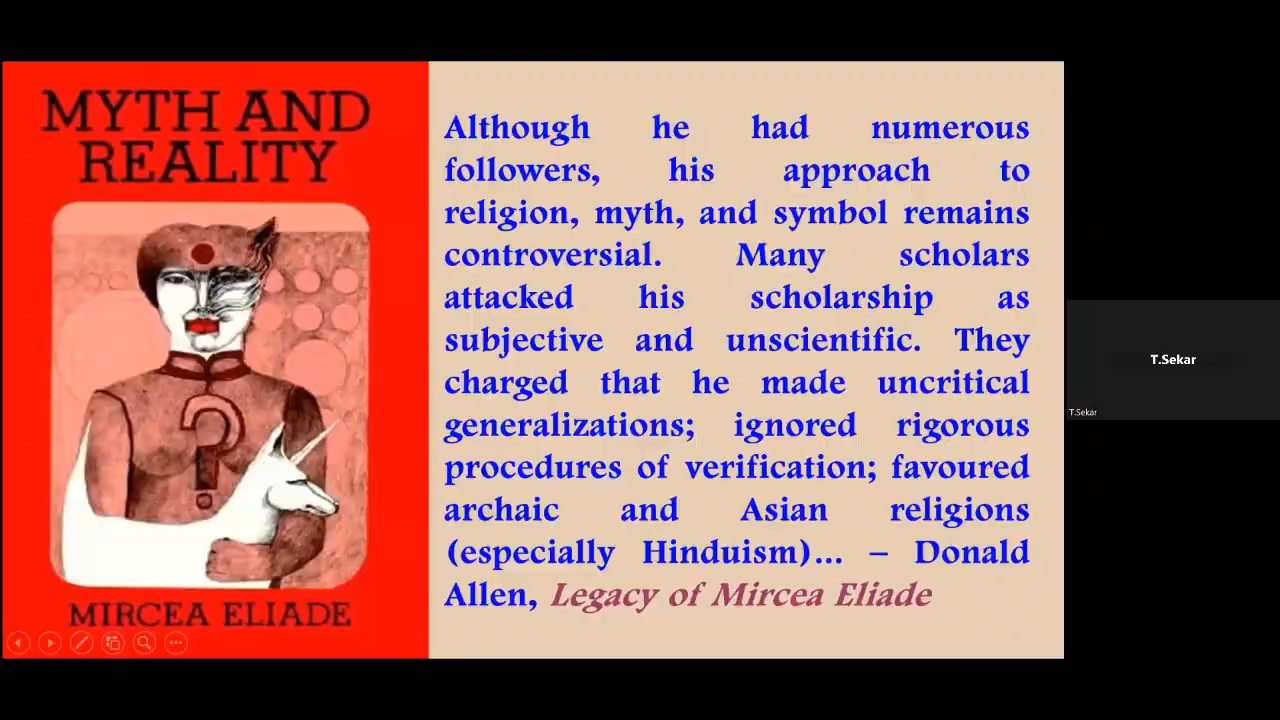 MYTH AND
REALITY
MIRCEA ELIADE
Although he had numerous
followers, his approach to
religion, myth, and symbol remains
controversial. Many scholars
attacked his scholarship as
subjective and unscientific. They
charged that he made uncritical
generalizations; ignored rigorous
procedures of verification; favoured
archaic and Asian religions
(especially Hinduism)... – Donald
Allen, Legacy of Mircea Eliade
T.Sekar
T.Sekar